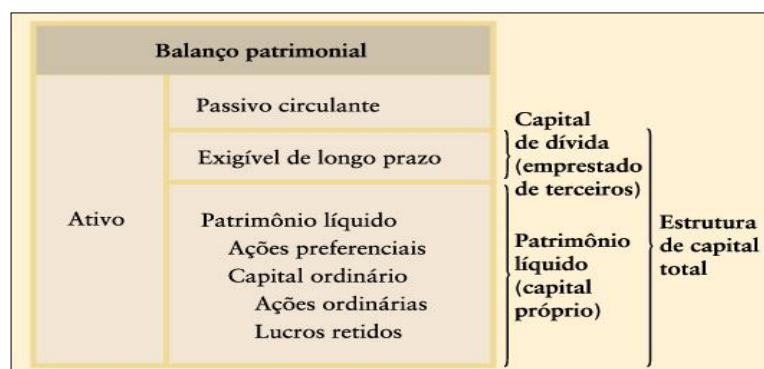 Balanço patrimonial
Ativo
Passivo circulante
Exigível de longo prazo
Patrimônio líquido
Ações preferenciais
Capital ordinário
Ações ordinárias
Lucros retidos
Capital
de dívida
(emprestado
de terceiros)
Patrimônio
líquido
(capital
próprio)
Estrutura
de capital
total